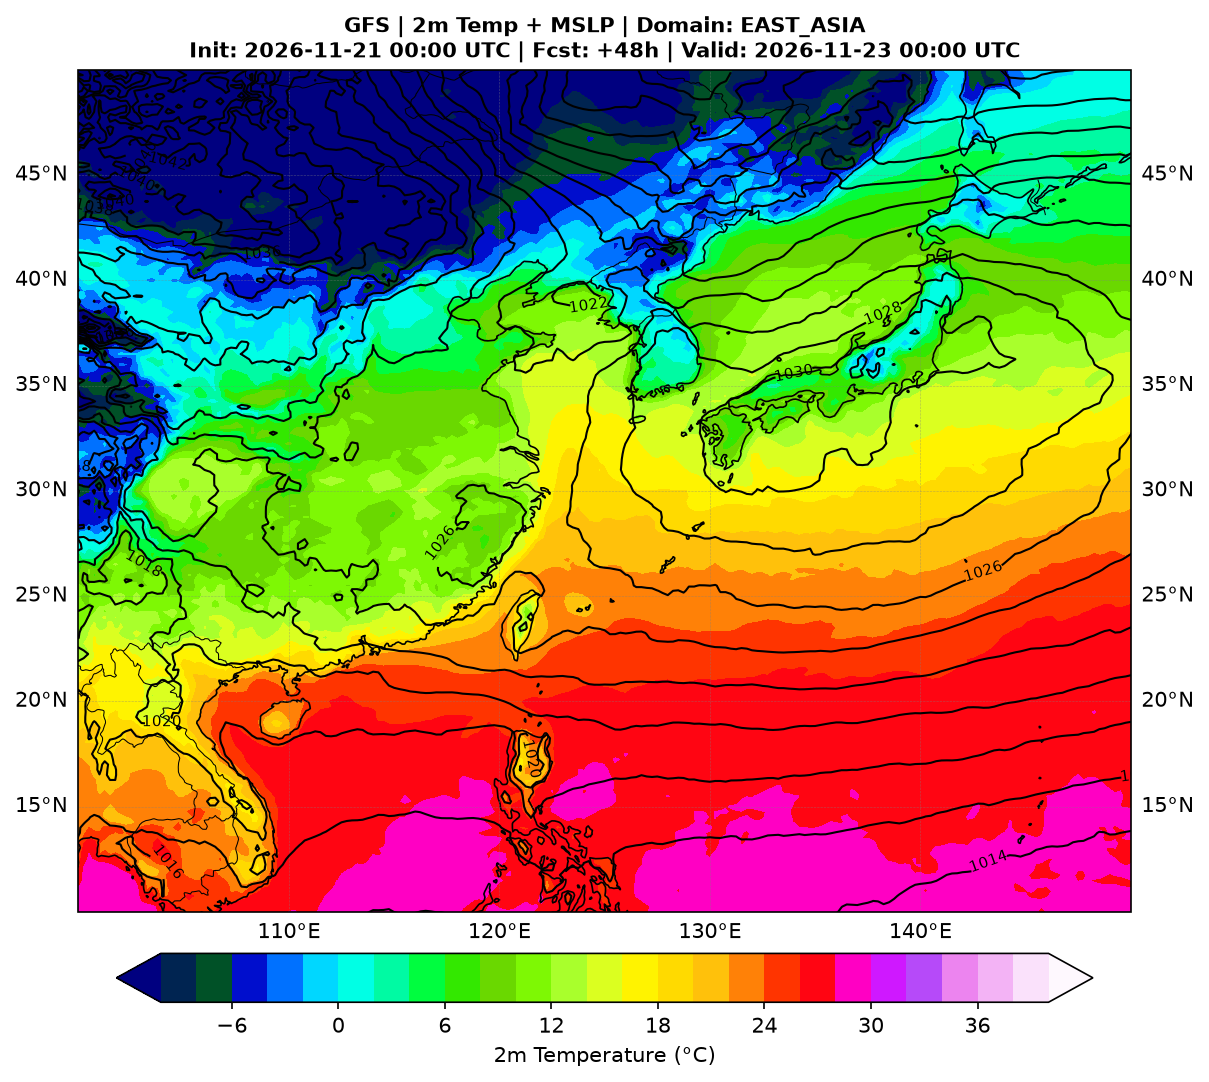 GFS | 2m Temp + MSLP | Domain: EAST_ASIA
Init: 2026-11-21 00:00 UTC | Fcst: +48h | Valid: 2026-11-23 00:00 UTC
45°N 45°N
40°N 40°N
1022
1028
1030
35°N 35°N
30°N 30°N
1026
1018
1026
25°N 25°N
20°N 20°N
1020
1020
15°N 15°N
1016
1014
110°E 120°E 130°E 140°E
−6 0 6 12 18 24 30 36
2m Temperature (°C)